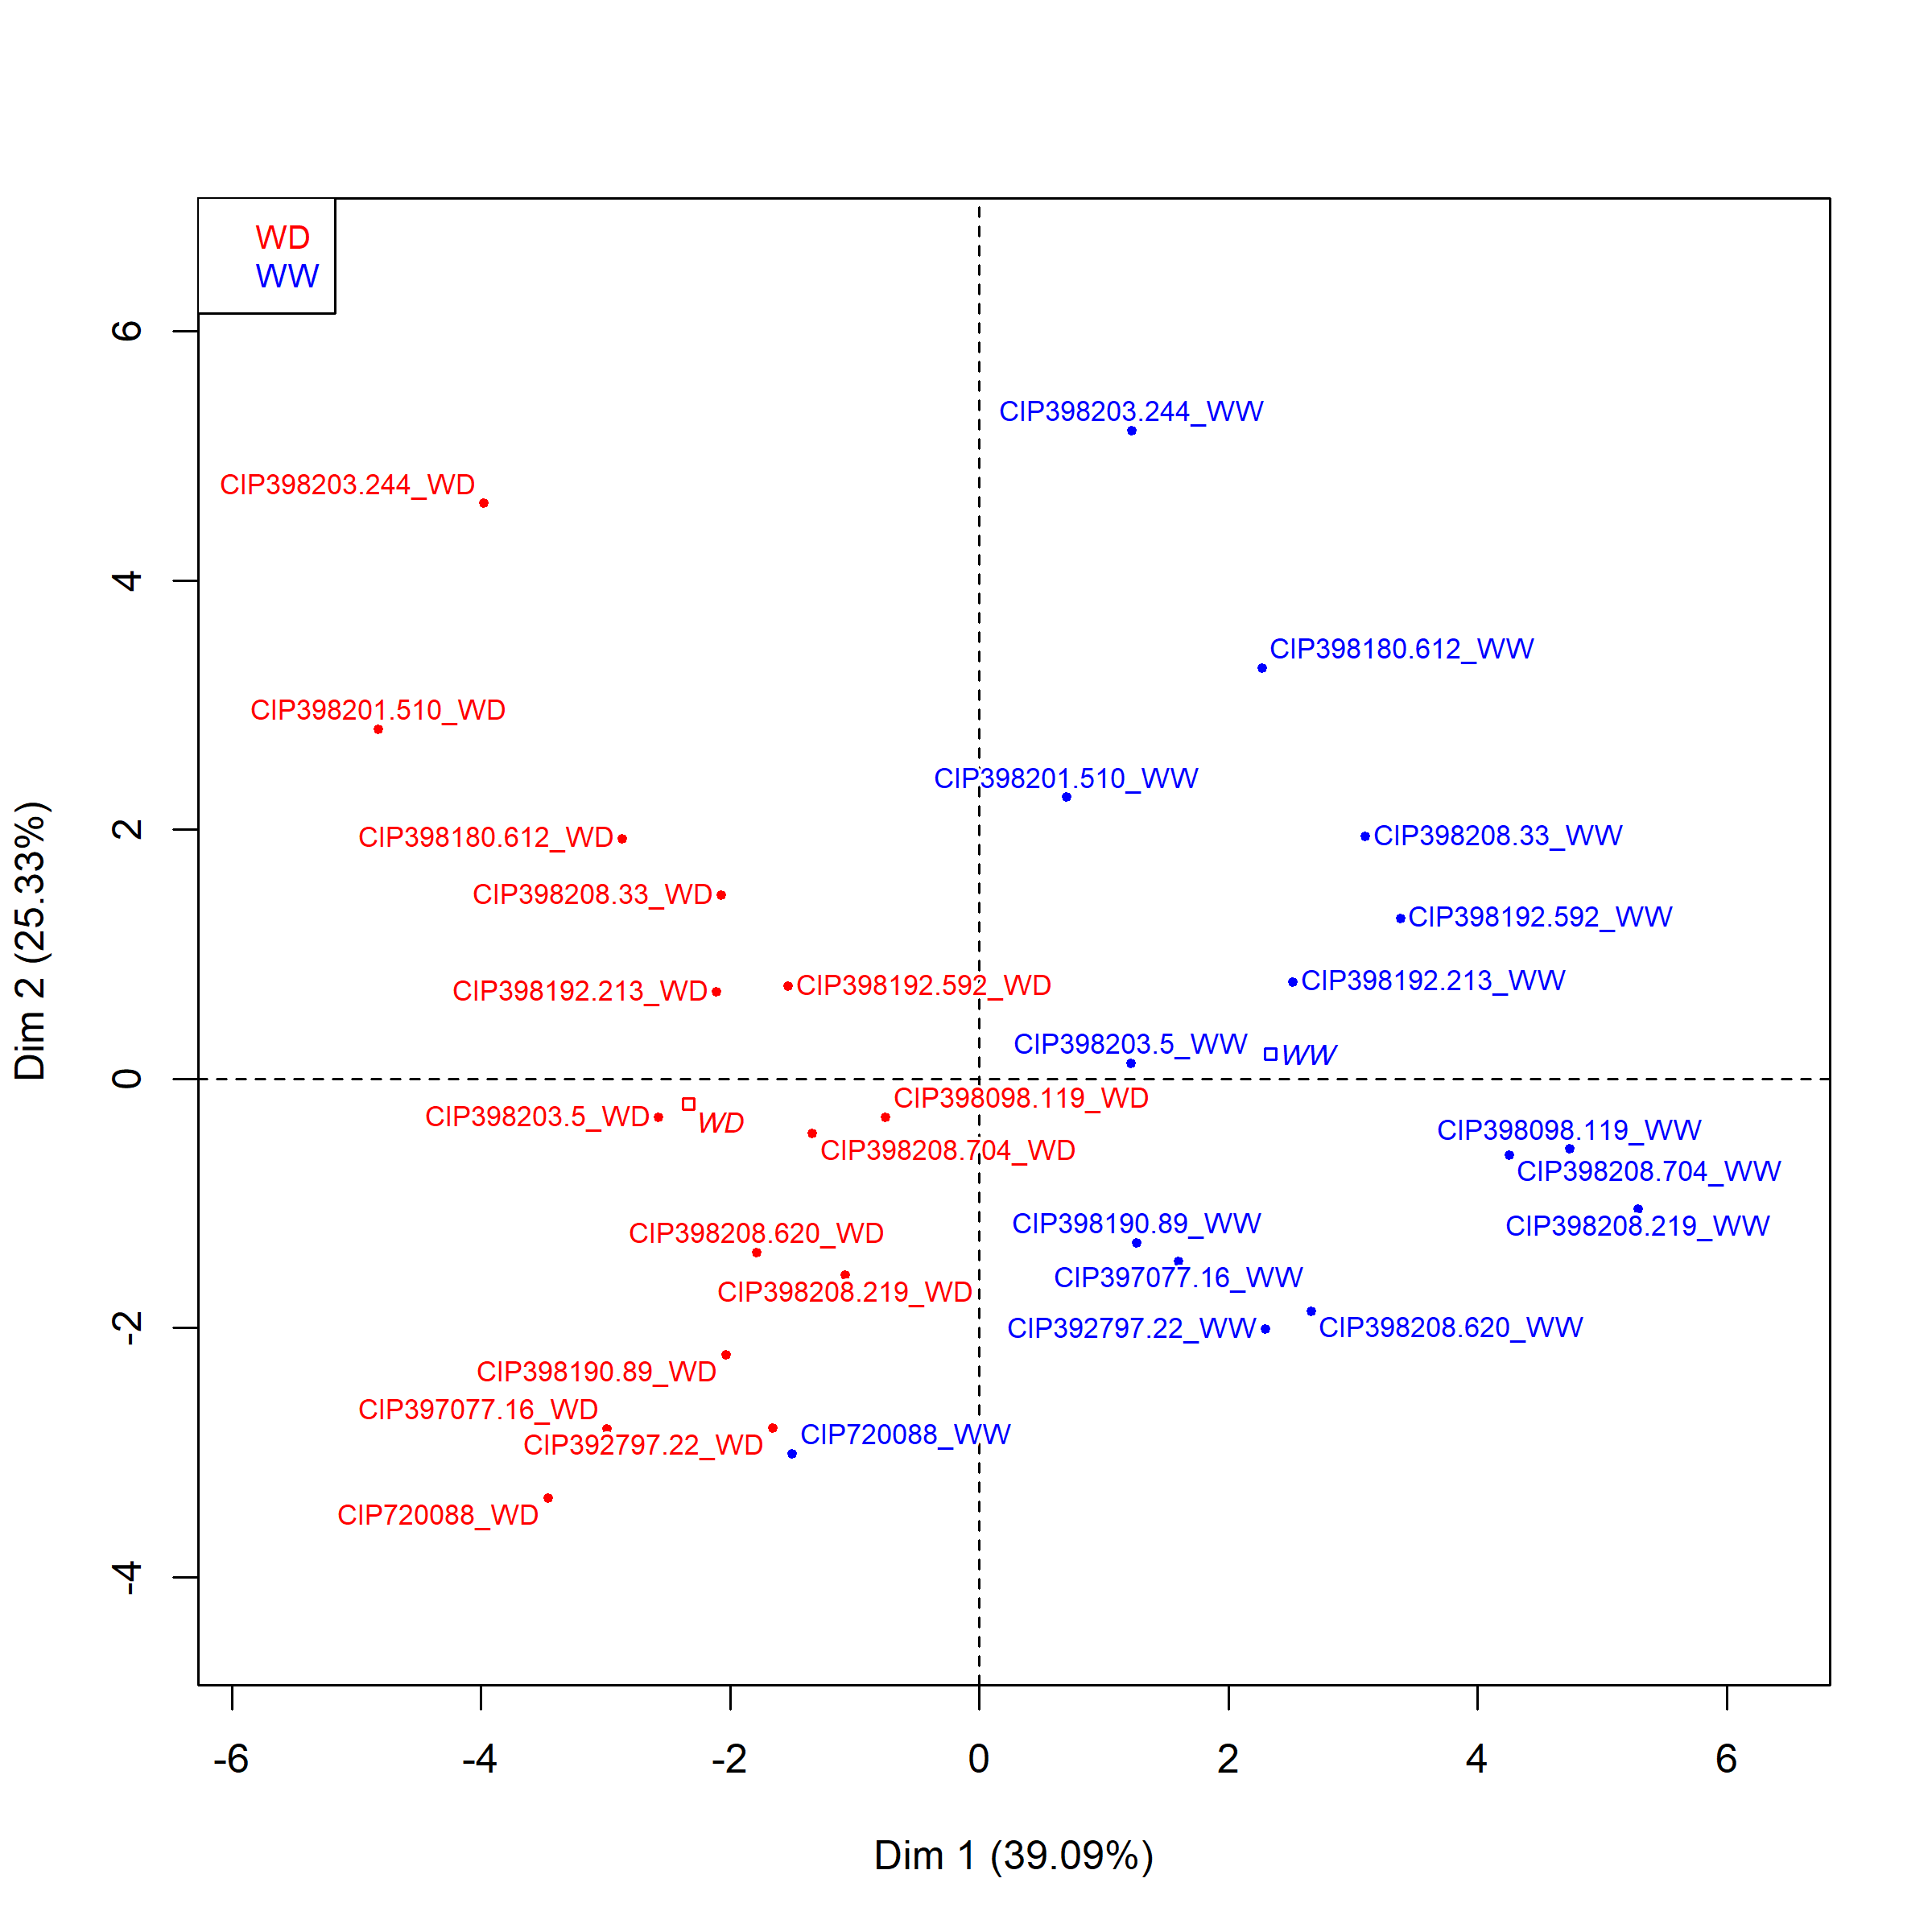 WD
WW
6
4
2
0
-2
-4
Dim 2 (25.33%)
CIP398203.244_WW
CIP398203.244_WD
CIP398180.612_WW
CIP398201.510_WD
CIP398201.510_WW
CIP398180.612_WD
CIP398208.33_WW
CIP398208.33_WD
CIP398192.592_WW
CIP398192.213_WD
CIP398192.592_WD
CIP398192.213_WW
CIP398203.5_WW
WW
CIP398098.119_WD
CIP398203.5_WD
WD
CIP398208.704_WD
CIP398098.119_WW
CIP398208.704_WW
CIP398190.89_WW
CIP398208.219_WW
CIP398208.620_WD
CIP397077.16_WW
CIP398208.219_WD
CIP392797.22_WW
CIP398208.620_WW
CIP398190.89_WD
CIP397077.16_WD
CIP392797.22_WD
CIP720088_WW
CIP720088_WD
-6
-4
-2
0
2
4
6
Dim 1 (39.09%)